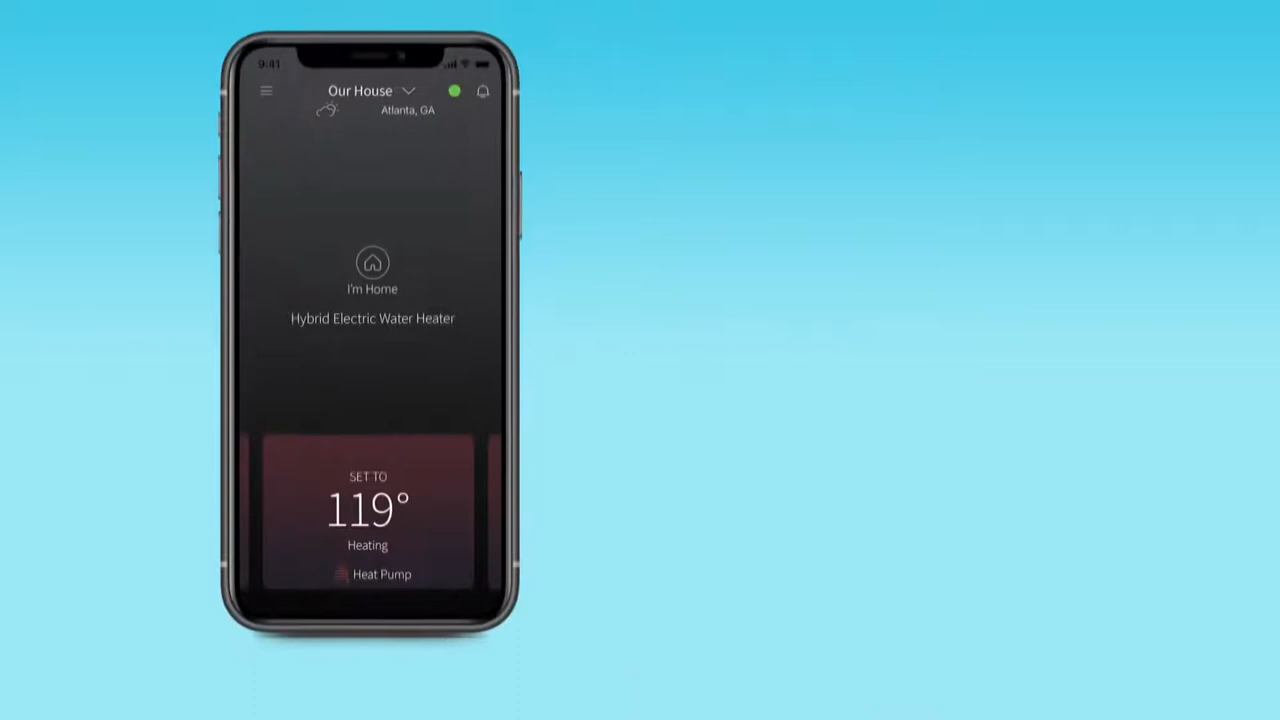 9:41
Our House
Atlanta, GA
I'm Home
Hybrid Electric Water Heater
SET TO
119°
Heating
Heat Pump